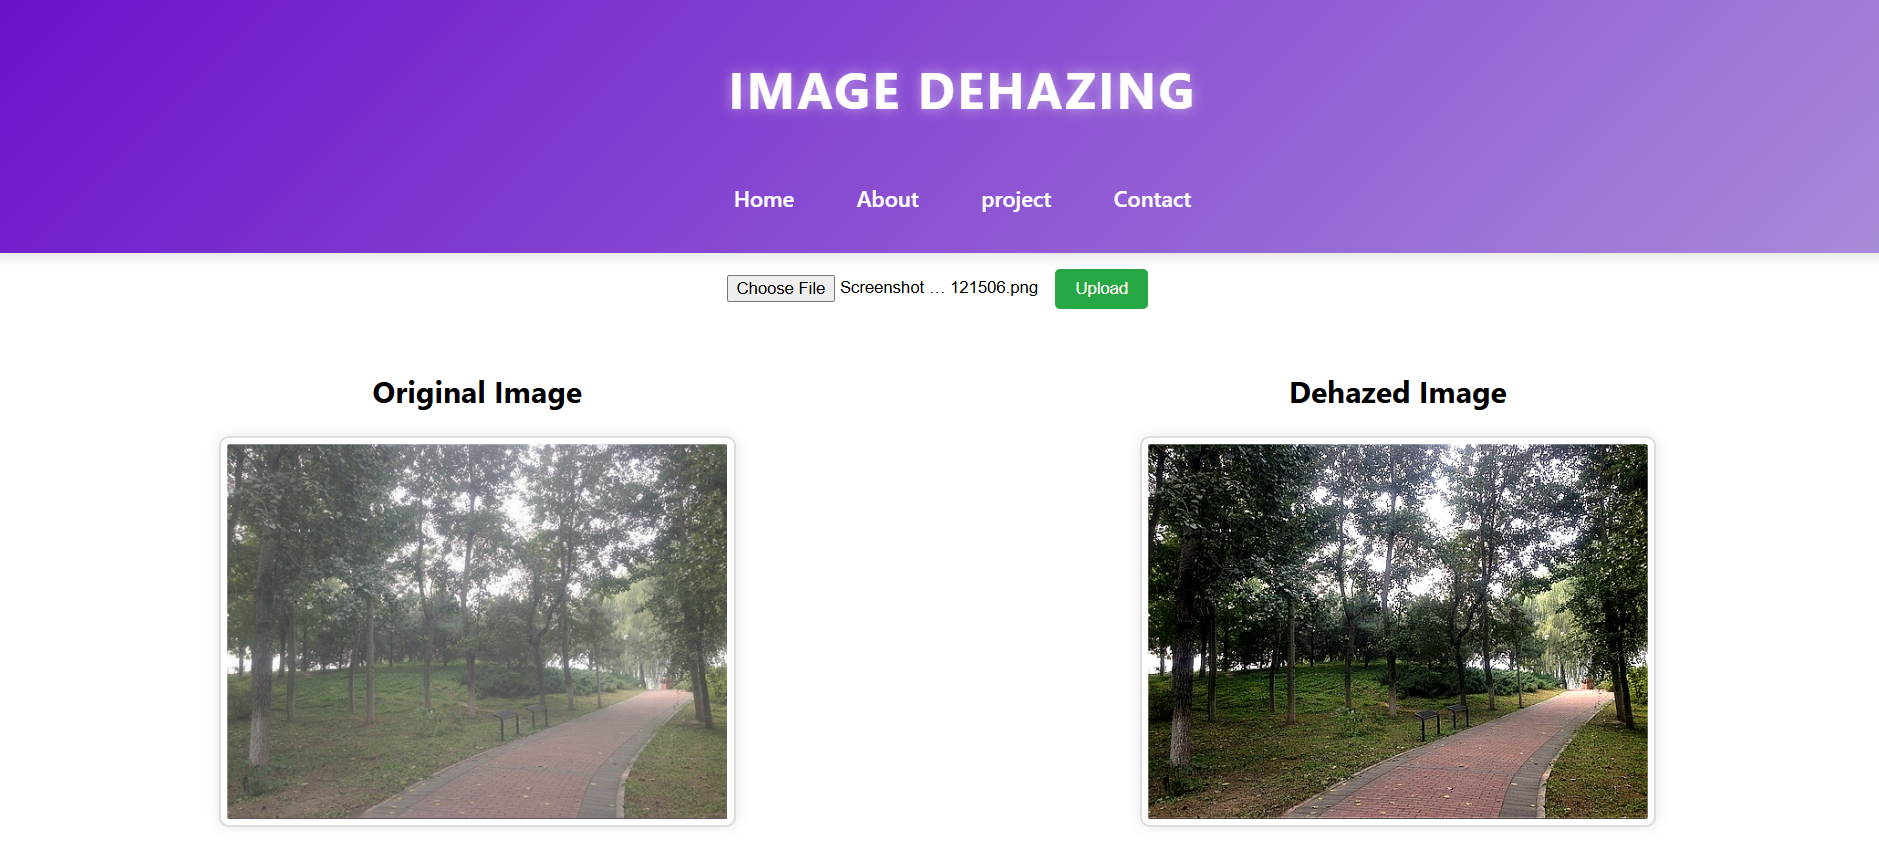 IMAGE DEHAZING
Home About project Contact
Choose File Screenshot ... 121506.png Upload
Original Image Dehazed Image